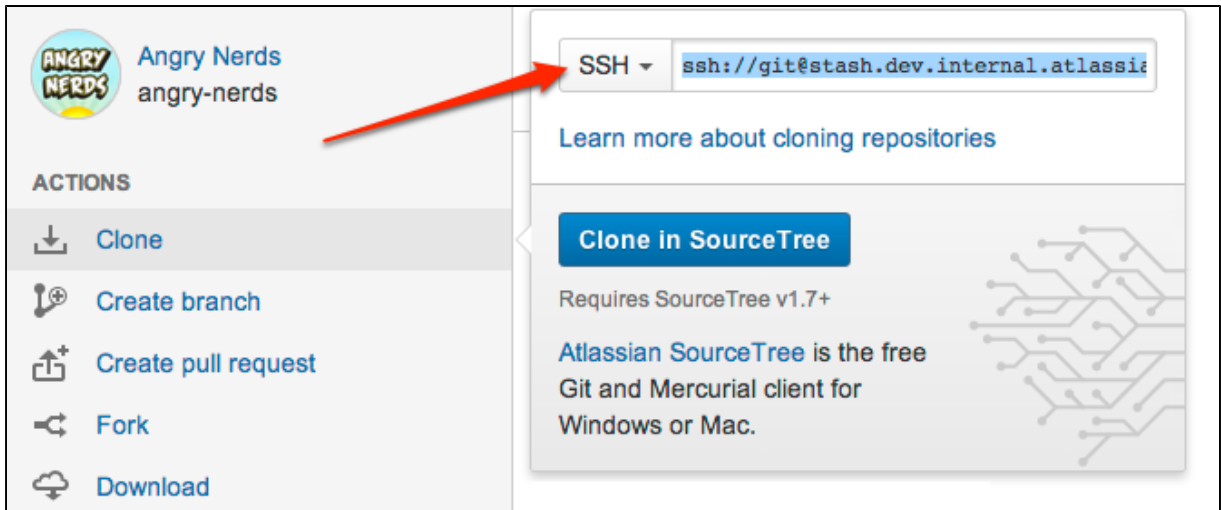 ANGRY
NERDS
Angry Nerds
angry-nerds
ACTIONS
Clone
Create branch
Create pull request
Fork
Download
SSH
ssh://git@stash.dev.internal.atlassia
Learn more about cloning repositories
Clone in SourceTree
Requires SourceTree v1.7+
Atlassian SourceTree is the free
Git and Mercurial client for
Windows or Mac.